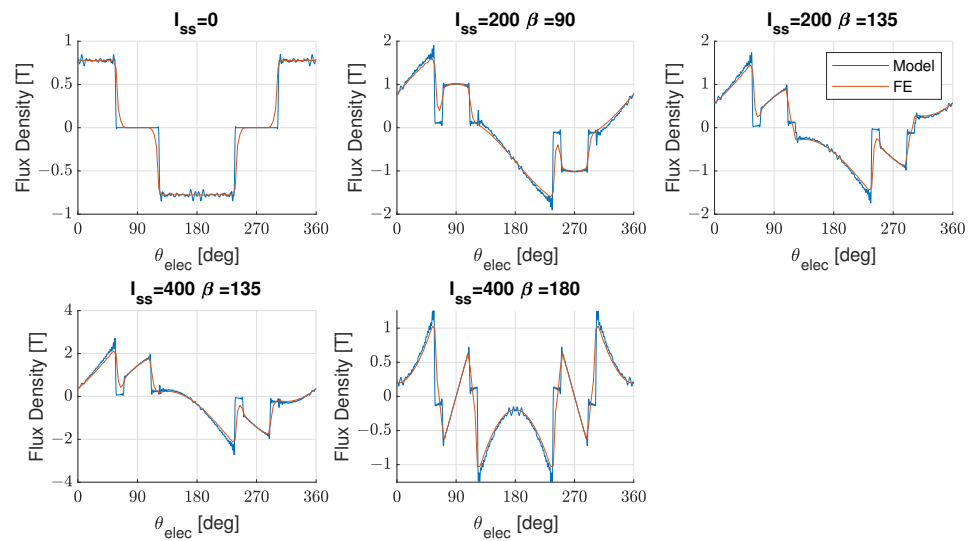 I_ss=0
I_ss=200 β =90
I_ss=200 β =135
Flux Density [T]
1
0.5
0
-0.5
-1
0 90 180 270 360
θ_elec [deg]
Flux Density [T]
2
1
0
-1
-2
0 90 180 270 360
θ_elec [deg]
Flux Density [T]
2
1
0
-1
-2
0 90 180 270 360
θ_elec [deg]
Model
FE
I_ss=400 β =135
I_ss=400 β =180
Flux Density [T]
4
2
0
-2
-4
0 90 180 270 360
θ_elec [deg]
Flux Density [T]
1
0.5
0
-0.5
-1
0 90 180 270 360
θ_elec [deg]